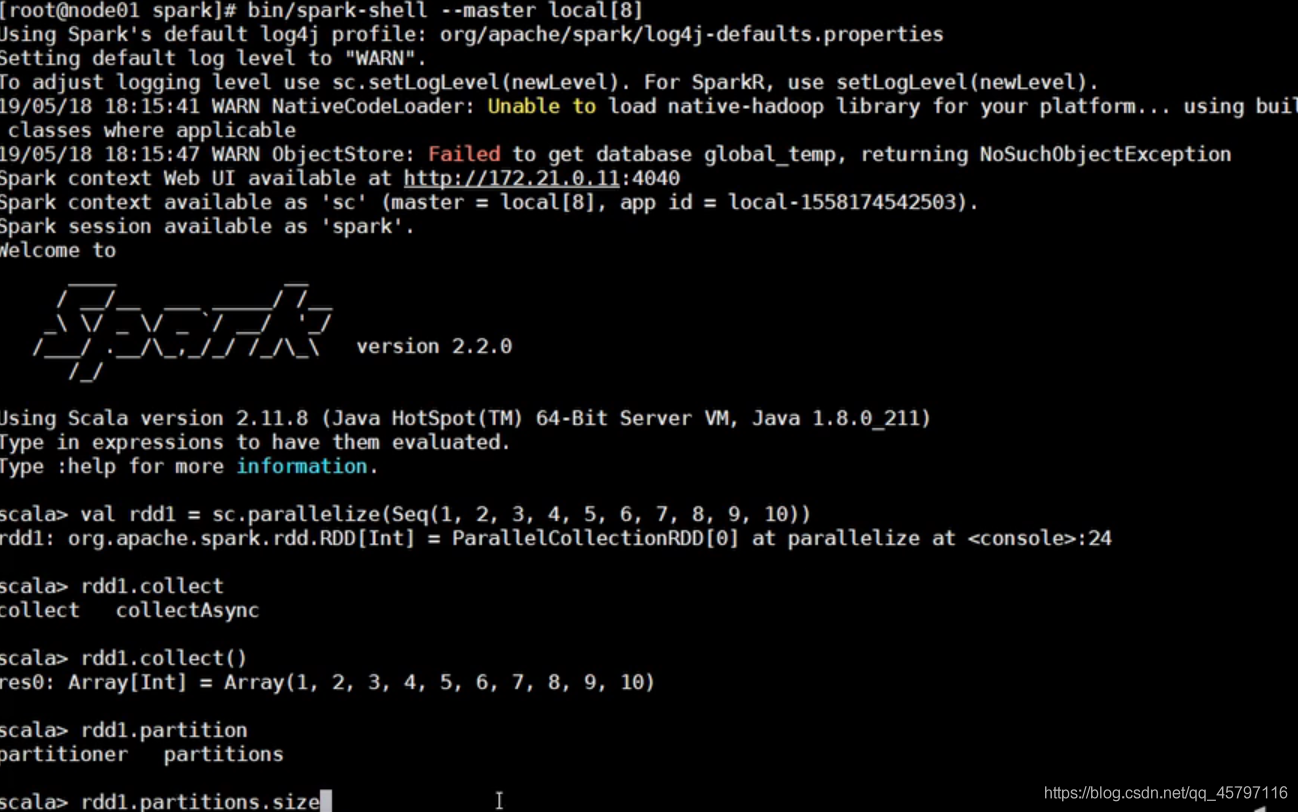 [root@node01 spark]# bin/spark-shell --master local[8]
Using Spark's default log4j profile: org/apache/spark/log4j-defaults.properties
Setting default log level to "WARN".
To adjust logging level use sc.setLogLevel(newLevel). For SparkR, use setLogLevel(newLevel).
19/05/18 18:15:41 WARN NativeCodeLoader: Unable to load native-hadoop library for your platform... using buil
classes where applicable
19/05/18 18:15:47 WARN ObjectStore: Failed to get database global_temp, returning NoSuchObjectException
Spark context Web UI available at http://172.21.0.11:4040
Spark context available as 'sc' (master = local[8], app id = local-1558174542503).
Spark session available as 'spark'.
Welcome to
Spark version 2.2.0
Using Scala version 2.11.8 (Java HotSpot(TM) 64-Bit Server VM, Java 1.8.0_211)
Type in expressions to have them evaluated.
Type :help for more information.
scala> val rdd1 = sc.parallelize(Seq(1, 2, 3, 4, 5, 6, 7, 8, 9, 10))
rdd1: org.apache.spark.rdd.RDD[Int] = ParallelCollectionRDD[0] at parallelize at <console>:24
scala> rdd1.collect
collect collectAsync
scala> rdd1.collect()
res0: Array[Int] = Array(1, 2, 3, 4, 5, 6, 7, 8, 9, 10)
scala> rdd1.partition
partitioner partitions
scala> rdd1.partitions.size
https://blog.csdn.net/qq_45797116